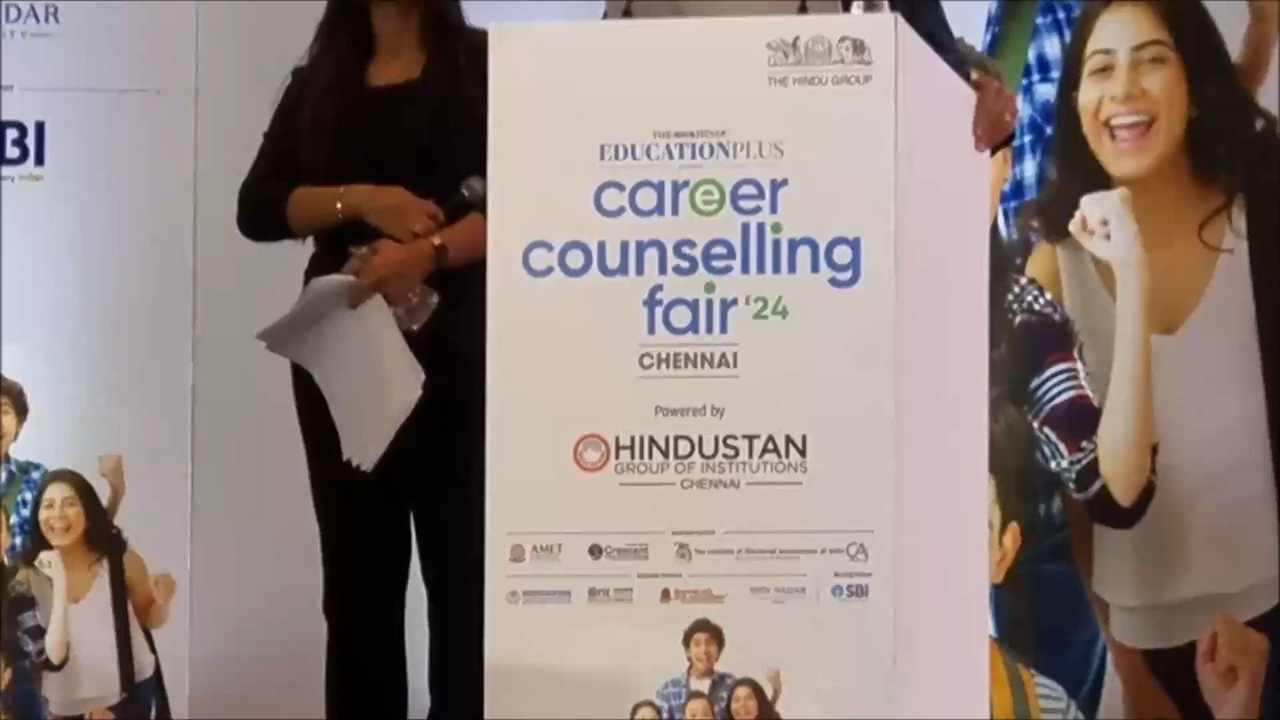 DAR
BI
THE HINDU GROUP
EDUCATIONPLUS
career
counselling
fair '24
CHENNAI
Powered by
HINDUSTAN
GROUP OF INSTITUTIONS
CHENNAI
AMET
Crescent
CA
SBI